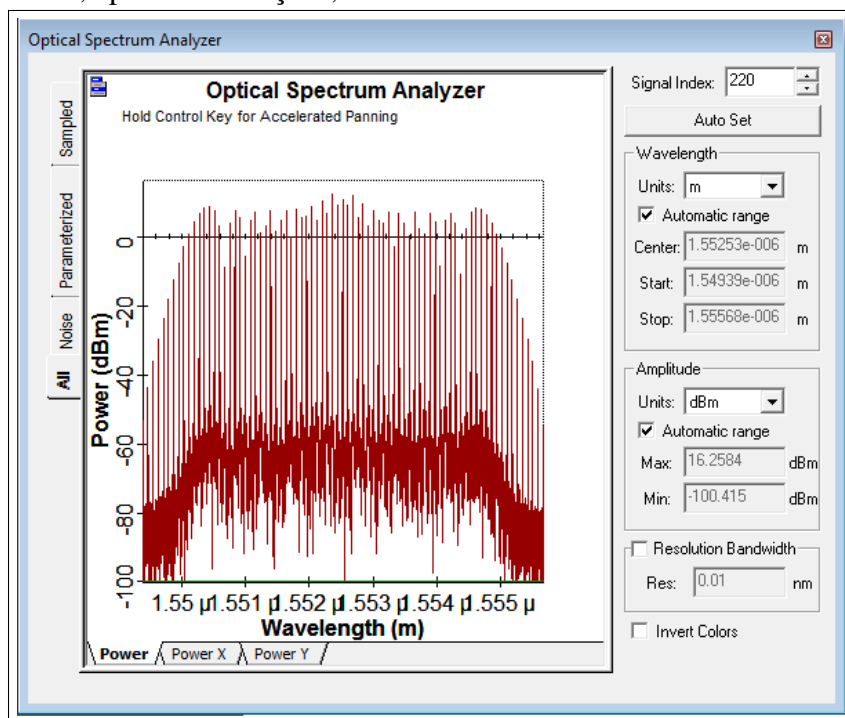 Optical Spectrum Analyzer
Sampled
Parameterized
Noise
All
Optical Spectrum Analyzer
Hold Control Key for Accelerated Panning
Power (dBm)
0
-20
-40
-60
-80
-100
1.55 µ 1.551 µ 1.552 µ 1.553 µ 1.554 µ 1.555 µ
Wavelength (m)
Power Power X Power Y
Signal Index: 220
Auto Set
Wavelength
Units: m
Automatic range
Center: 1.55253e-006 m
Start: 1.54939e-006 m
Stop: 1.55568e-006 m
Amplitude
Units: dBm
Automatic range
Max: 16.2584 dBm
Min: -100.415 dBm
Resolution Bandwidth
Res: 0.01 nm
Invert Colors